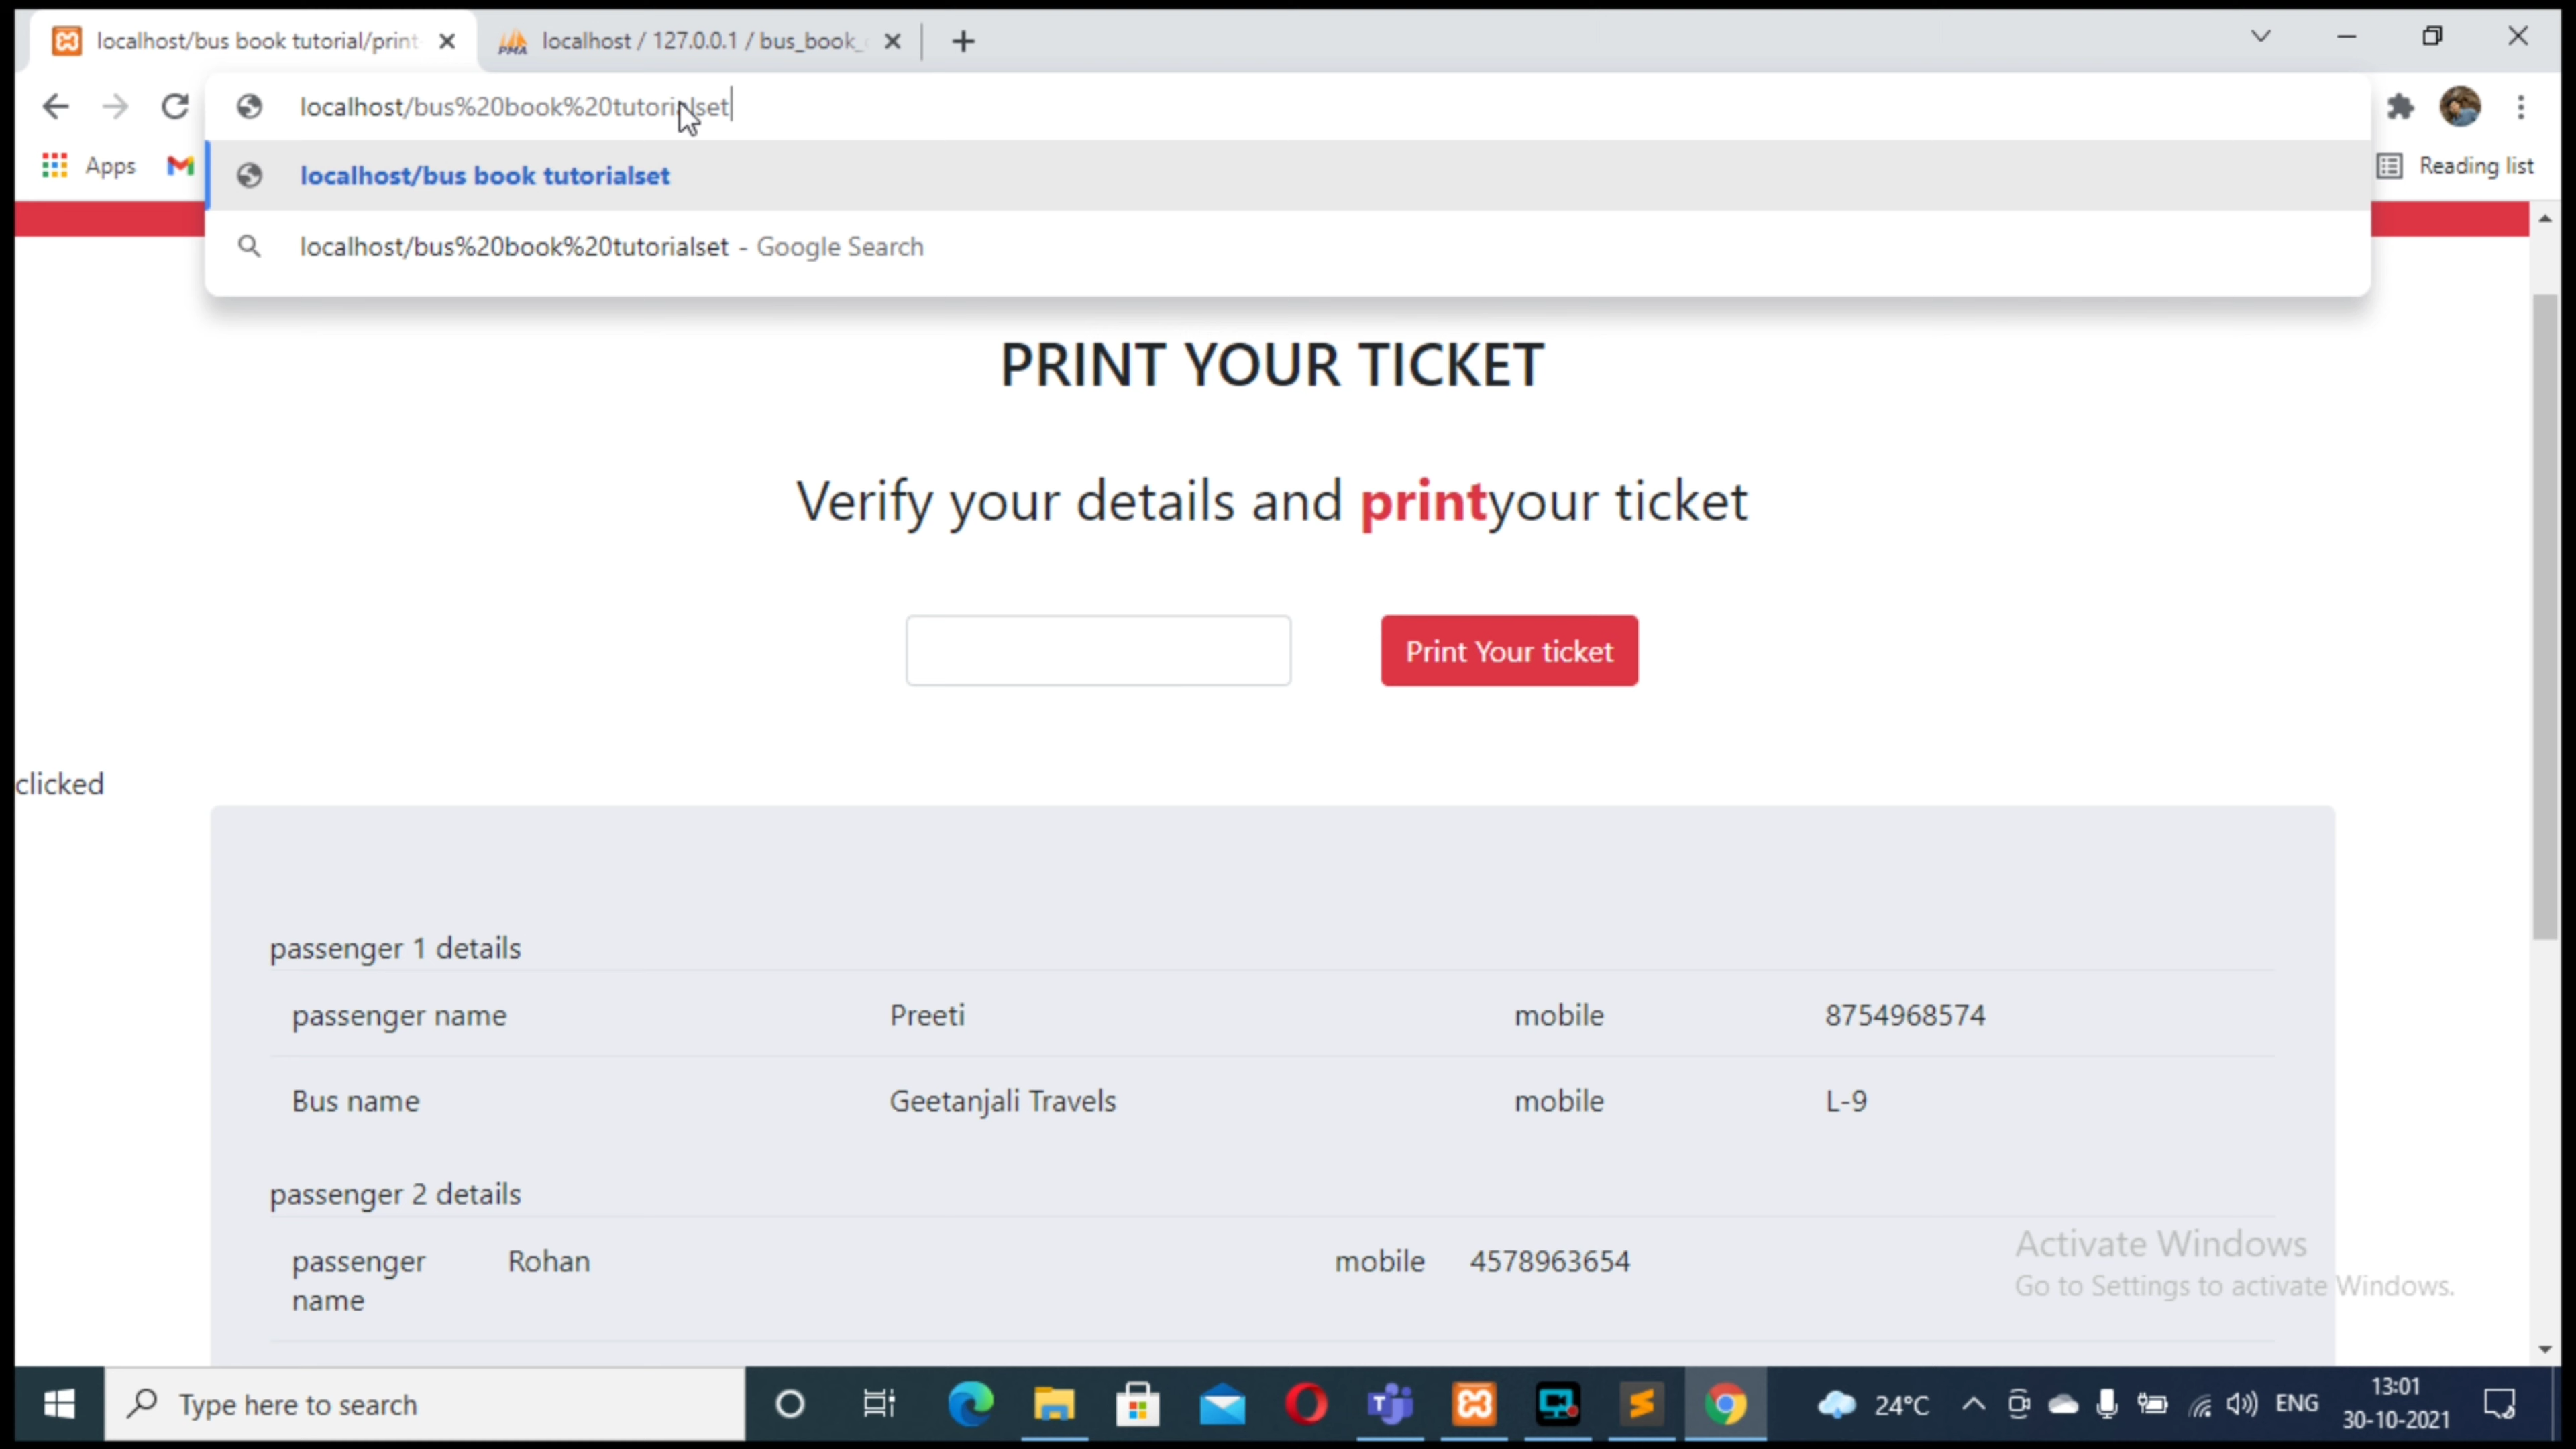 localhost/bus book tutorial/print
localhost / 127.0.0.1 / bus_book_
localhost/bus%20book%20tutorialset
Apps
Reading list
localhost/bus book tutorialset
localhost/bus%20book%20tutorialset - Google Search
PRINT YOUR TICKET
Verify your details and printyour ticket
Print Your ticket
clicked
passenger 1 details
passenger name Preeti mobile 8754968574
Bus name Geetanjali Travels mobile L-9
passenger 2 details
passenger name Rohan mobile 4578963654
Activate Windows
Go to Settings to activate Windows.
Type here to search
24°C
ENG
13:01
30-10-2021